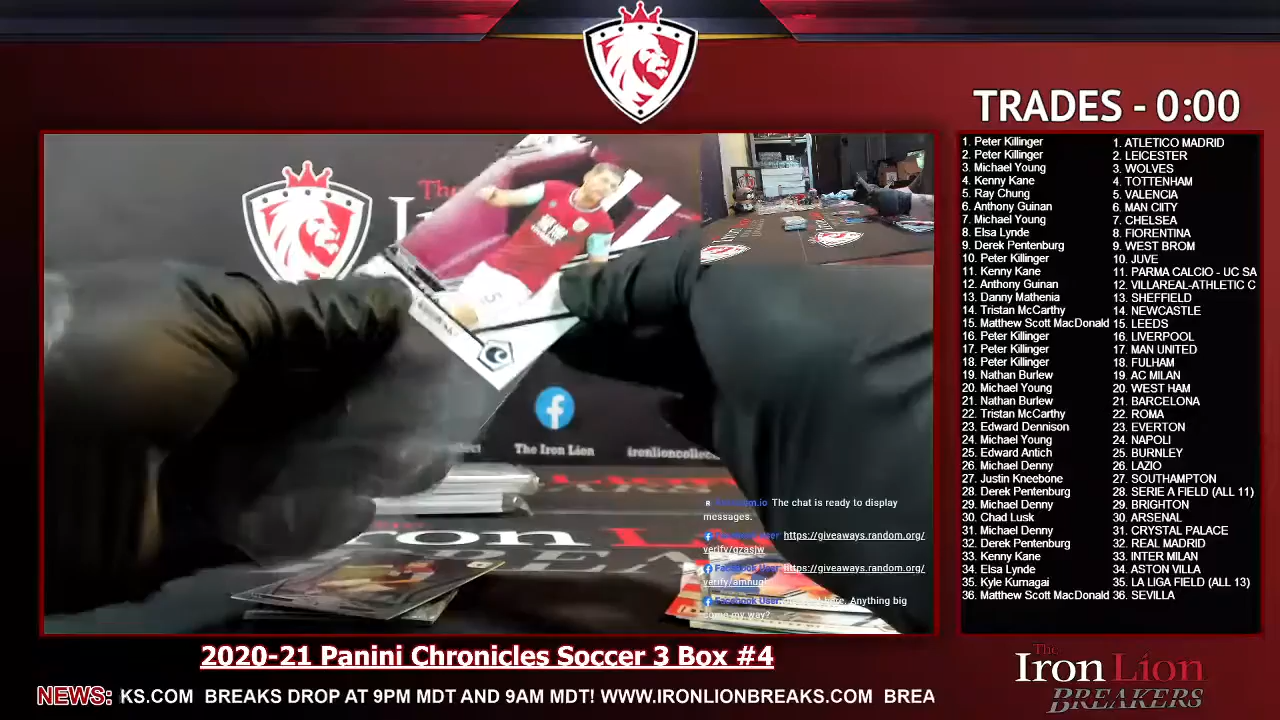 TRADES - 0:00
1. Peter Killinger 1. ATLETICO MADRID
2. Peter Killinger 2. LEICESTER
3. Michael Young 3. WOLVES
4. Kenny Kane 4. TOTTENHAM
5. Ray Chung 5. VALENCIA
6. Anthony Guinan 6. MAN CIITY
7. Michael Young 7. CHELSEA
8. Elsa Lynde 8. FIORENTINA
9. Derek Pentenburg 9. WEST BROM
10. Peter Killinger 10. JUVE
11. Kenny Kane 11. PARMA CALCIO - UC SA
12. Anthony Guinan 12. VILLAREAL-ATHLETIC C
13. Danny Mathenia 13. SHEFFIELD
14. Tristan McCarthy 14. NEWCASTLE
15. Matthew Scott MacDonald 15. LEEDS
16. Peter Killinger 16. LIVERPOOL
17. Peter Killinger 17. MAN UNITED
18. Peter Killinger 18. FULHAM
19. Nathan Burlew 19. AC MILAN
20. Michael Young 20. WEST HAM
21. Nathan Burlew 21. BARCELONA
22. Tristan McCarthy 22. ROMA
23. Edward Dennison 23. EVERTON
24. Michael Young 24. NAPOLI
25. Edward Antich 25. BURNLEY
26. Michael Denny 26. LAZIO
27. Justin Kneebone 27. SOUTHAMPTON
28. Derek Pentenburg 28. SERIE A FIELD (ALL 11)
29. Michael Denny 29. BRIGHTON
30. Chad Lusk 30. ARSENAL
31. Michael Denny 31. CRYSTAL PALACE
32. Derek Pentenburg 32. REAL MADRID
33. Kenny Kane 33. INTER MILAN
34. Elsa Lynde 34. ASTON VILLA
35. Kyle Kumagai 35. LA LIGA FIELD (ALL 13)
36. Matthew Scott MacDonald 36. SEVILLA
The
The Iron Lion
The chat is ready to display
messages.
Facebook User: https://giveaways.random.org/
verify/gzasjw
Facebook User: https://giveaways.random.org/
Facebook User: Anything big
my way?
2020-21 Panini Chronicles Soccer 3 Box #4
NEWS: KS.COM BREAKS DROP AT 9PM MDT AND 9AM MDT! WWW.IRONLIONBREAKS.COM BREA
The
Iron Lion
BREAKERS